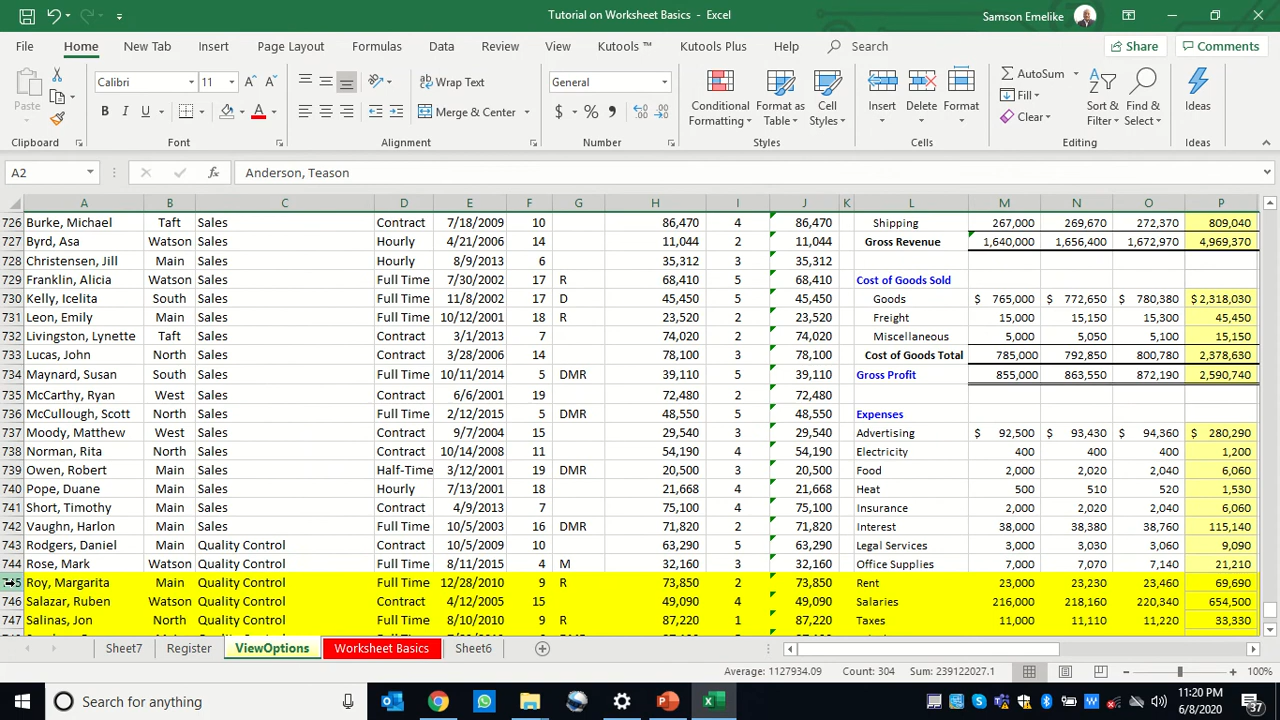 Tutorial on Worksheet Basics - Excel
Samson Emelike
File Home New Tab Insert Page Layout Formulas Data Review View Kutools ™ Kutools Plus Help Search Share Comments
Paste
Calibri 11
B I U
Wrap Text
Merge & Center
General
$ % ,
Conditional Formatting
Format as Table
Cell Styles
Insert Delete Format
AutoSum
Fill
Clear
Sort & Filter
Find & Select
Ideas
Clipboard Font Alignment Number Styles Cells Editing Ideas
A2 fx Anderson, Teason
A B C D E F G H I J K L M N O P
726 Burke, Michael Taft Sales Contract 7/18/2009 10 86,470 4 86,470 Shipping 267,000 269,670 272,370 809,040
727 Byrd, Asa Watson Sales Hourly 4/21/2006 14 11,044 2 11,044 Gross Revenue 1,640,000 1,656,400 1,672,970 4,969,370
728 Christensen, Jill Main Sales Hourly 8/9/2013 6 35,312 3 35,312
729 Franklin, Alicia Watson Sales Full Time 7/30/2002 17 R 68,410 5 68,410 Cost of Goods Sold
730 Kelly, Icelita South Sales Full Time 11/8/2002 17 D 45,450 5 45,450 Goods $ 765,000 $ 772,650 $ 780,380 $ 2,318,030
731 Leon, Emily Main Sales Full Time 10/12/2001 18 R 23,520 5 23,520 Freight 15,000 15,150 15,300 45,450
732 Livingston, Lynette Taft Sales Contract 3/1/2013 7 74,020 2 74,020 Miscellaneous 5,000 5,050 5,100 15,150
733 Lucas, John North Sales Contract 3/28/2006 14 78,100 3 78,100 Cost of Goods Total 785,000 792,850 800,780 2,378,630
734 Maynard, Susan South Sales Full Time 10/11/2014 5 DMR 39,110 5 39,110 Gross Profit 855,000 863,550 872,190 2,590,740
735 McCarthy, Ryan West Sales Contract 6/6/2001 19 72,480 2 72,480
736 McCullough, Scott North Sales Full Time 2/12/2015 5 DMR 48,550 5 48,550 Expenses
737 Moody, Matthew West Sales Contract 9/7/2004 15 29,540 3 29,540 Advertising $ 92,500 $ 93,430 $ 94,360 $ 280,290
738 Norman, Rita North Sales Contract 10/14/2008 11 54,190 3 54,190 Electricity 400 400 400 1,200
739 Owen, Robert Main Sales Half-Time 3/12/2001 19 DMR 20,500 3 20,500 Food 2,000 2,020 2,040 6,060
740 Pope, Duane Main Sales Hourly 7/13/2001 18 21,668 4 21,668 Heat 500 510 520 1,530
741 Short, Timothy Main Sales Contract 4/9/2013 7 75,100 4 75,100 Insurance 2,000 2,020 2,040 6,060
742 Vaughn, Harlon Main Sales Full Time 10/5/2003 16 DMR 71,820 2 71,820 Interest 38,000 38,380 38,760 115,140
743 Rodgers, Daniel Main Quality Control Contract 10/5/2009 10 63,290 5 63,290 Legal Services 3,000 3,030 3,060 9,090
744 Rose, Mark Watson Quality Control Full Time 8/11/2015 4 M 32,160 3 32,160 Office Supplies 7,000 7,070 7,140 21,210
745 Roy, Margarita Main Quality Control Full Time 12/28/2010 9 R 73,850 2 73,850 Rent 23,000 23,230 23,460 69,690
746 Salazar, Ruben Watson Quality Control Contract 4/12/2005 15 49,090 4 49,090 Salaries 216,000 218,160 220,340 654,500
747 Salinas, Jon North Quality Control Full Time 8/10/2010 9 R 87,220 1 87,220 Taxes 11,000 11,110 11,220 33,330
Sheet7 Register ViewOptions Worksheet Basics Sheet6
Average: 1127934.09 Count: 304 Sum: 239122027.1 100%
Search for anything
11:20 PM
6/8/2020
37